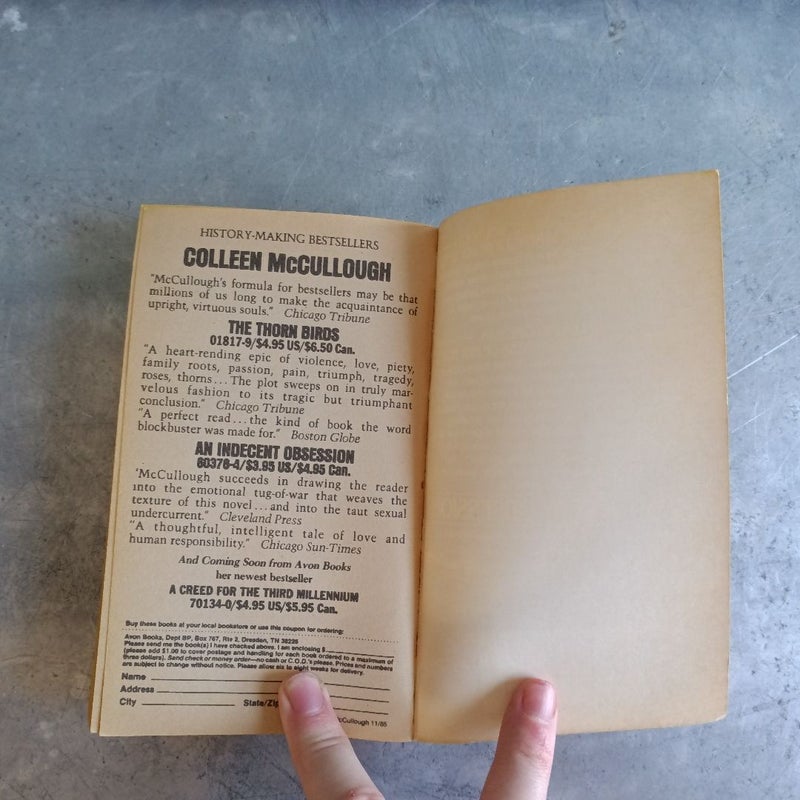 HISTORY-MAKING BESTSELLERS
COLLEEN McCULLOUGH
"McCullough's formula for bestsellers may be that
millions of us long to make the acquaintance of
upright, virtuous souls." Chicago Tribune
THE THORN BIRDS
01817-9/$4.95 US/$6.50 Can.
"A heart-rending epic of violence, love, piety,
family roots, passion, pain, triumph, tragedy,
roses, thorns...The plot sweeps on in truly mar-
velous fashion to its tragic but triumphant
conclusion." Chicago Tribune
"A perfect read...the kind of book the word
blockbuster was made for." Boston Globe
AN INDECENT OBSESSION
60376-4/$3.95 US/$4.95 Can.
'McCullough succeeds in drawing the reader
into the emotional tug-of-war that weaves the
texture of this novel...and into the taut sexual
undercurrent." Cleveland Press
"A thoughtful, intelligent tale of love and
human responsibility." Chicago Sun-Times
And Coming Soon from Avon Books
her newest bestseller
A CREED FOR THE THIRD MILLENNIUM
70134-0/$4.95 US/$5.95 Can.
Buy these books at your local bookstore or use this coupon for ordering:
Avon Books, Dept BP, Box 767, Rte 2, Dresden, TN 38225
Please send me the book(s) I have checked above. I am enclosing $
(please add $1.00 to cover postage and handling for each book ordered to a maximum of
three dollars). Send check or money order—no cash or C.O.D.'s please. Prices and numbers
are subject to change without notice. Please allow six to eight weeks for delivery.
Name
Address
City State/Zip
McCullough 11/85